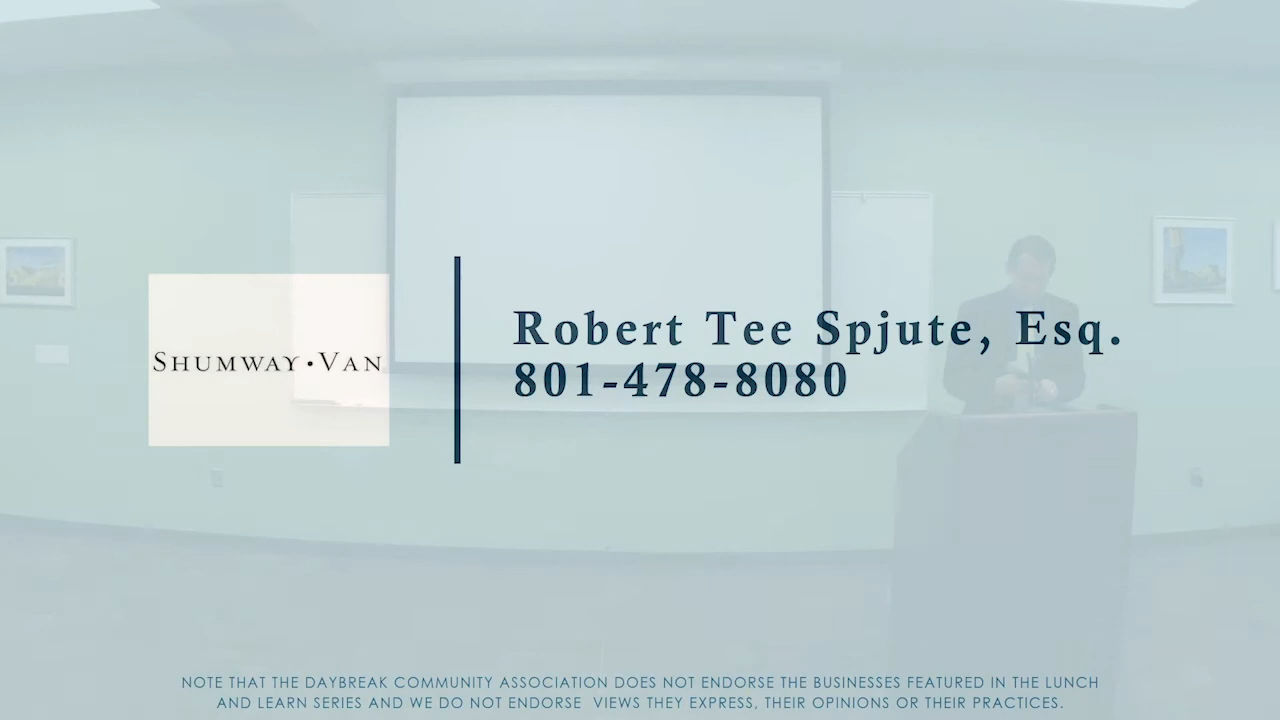 SHUMWAY • VAN
Robert Tee Spjute, Esq.
801-478-8080
NOTE THAT THE DAYBREAK COMMUNITY ASSOCIATION DOES NOT ENDORSE THE BUSINESSES FEATURED IN THE LUNCH
AND LEARN SERIES AND WE DO NOT ENDORSE VIEWS THEY EXPRESS, THEIR OPINIONS OR THEIR PRACTICES.